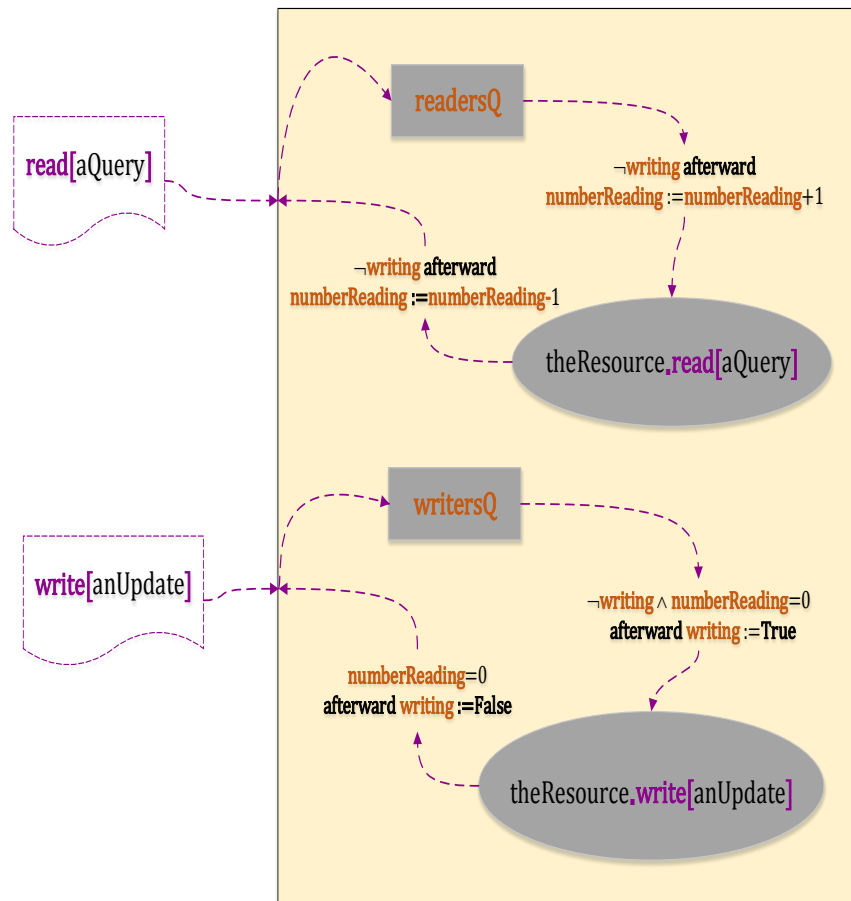 readersQ
read[aQuery]
¬writing afterward
numberReading :=numberReading+1
¬writing afterward
numberReading :=numberReading-1
theResource.read[aQuery]
writersQ
write[anUpdate]
¬writing ∧ numberReading=0
afterward writing :=True
numberReading=0
afterward writing :=False
theResource.write[anUpdate]